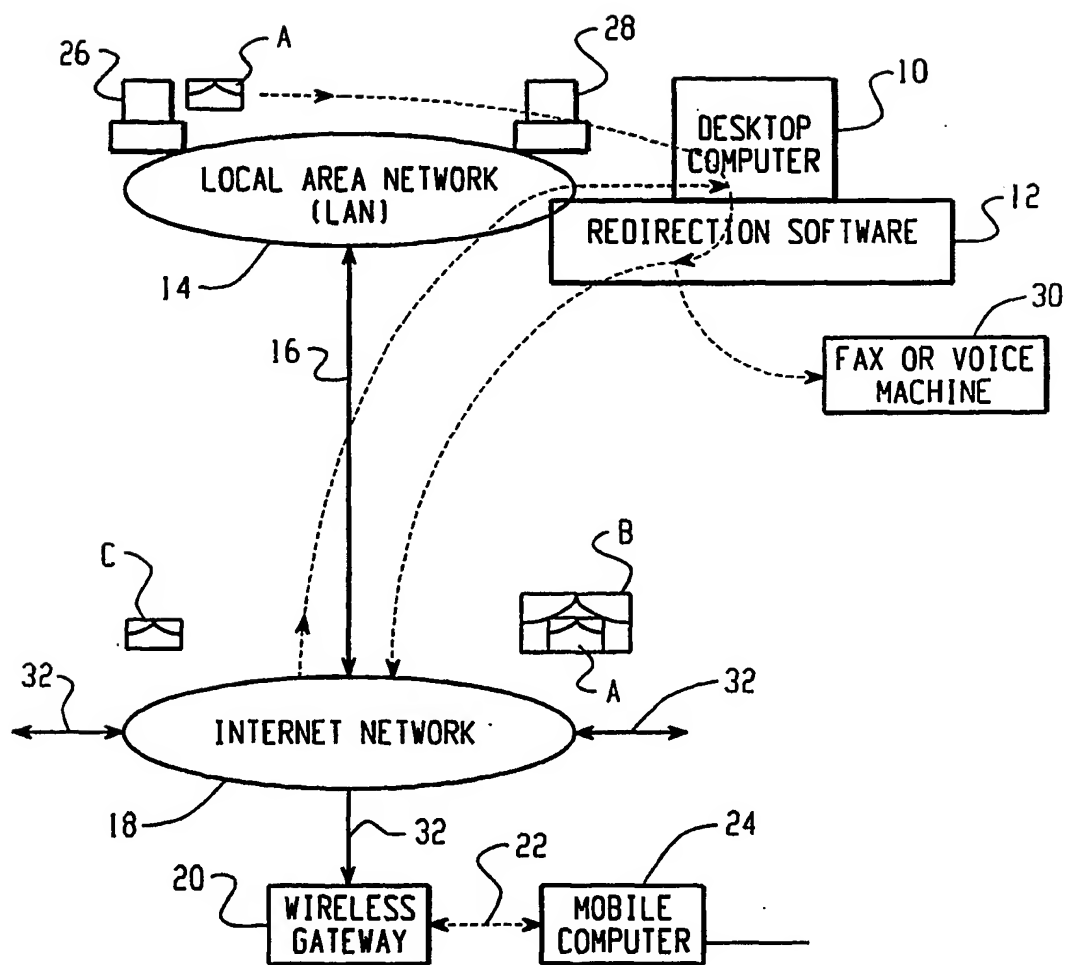 26
A
28
10
DESKTOP
COMPUTER
LOCAL AREA NETWORK
(LAN)
12
REDIRECTION SOFTWARE
14
30
16
FAX OR VOICE
MACHINE
C
B
A
32
32
INTERNET NETWORK
18
32
24
22
20
WIRELESS
GATEWAY
MOBILE
COMPUTER